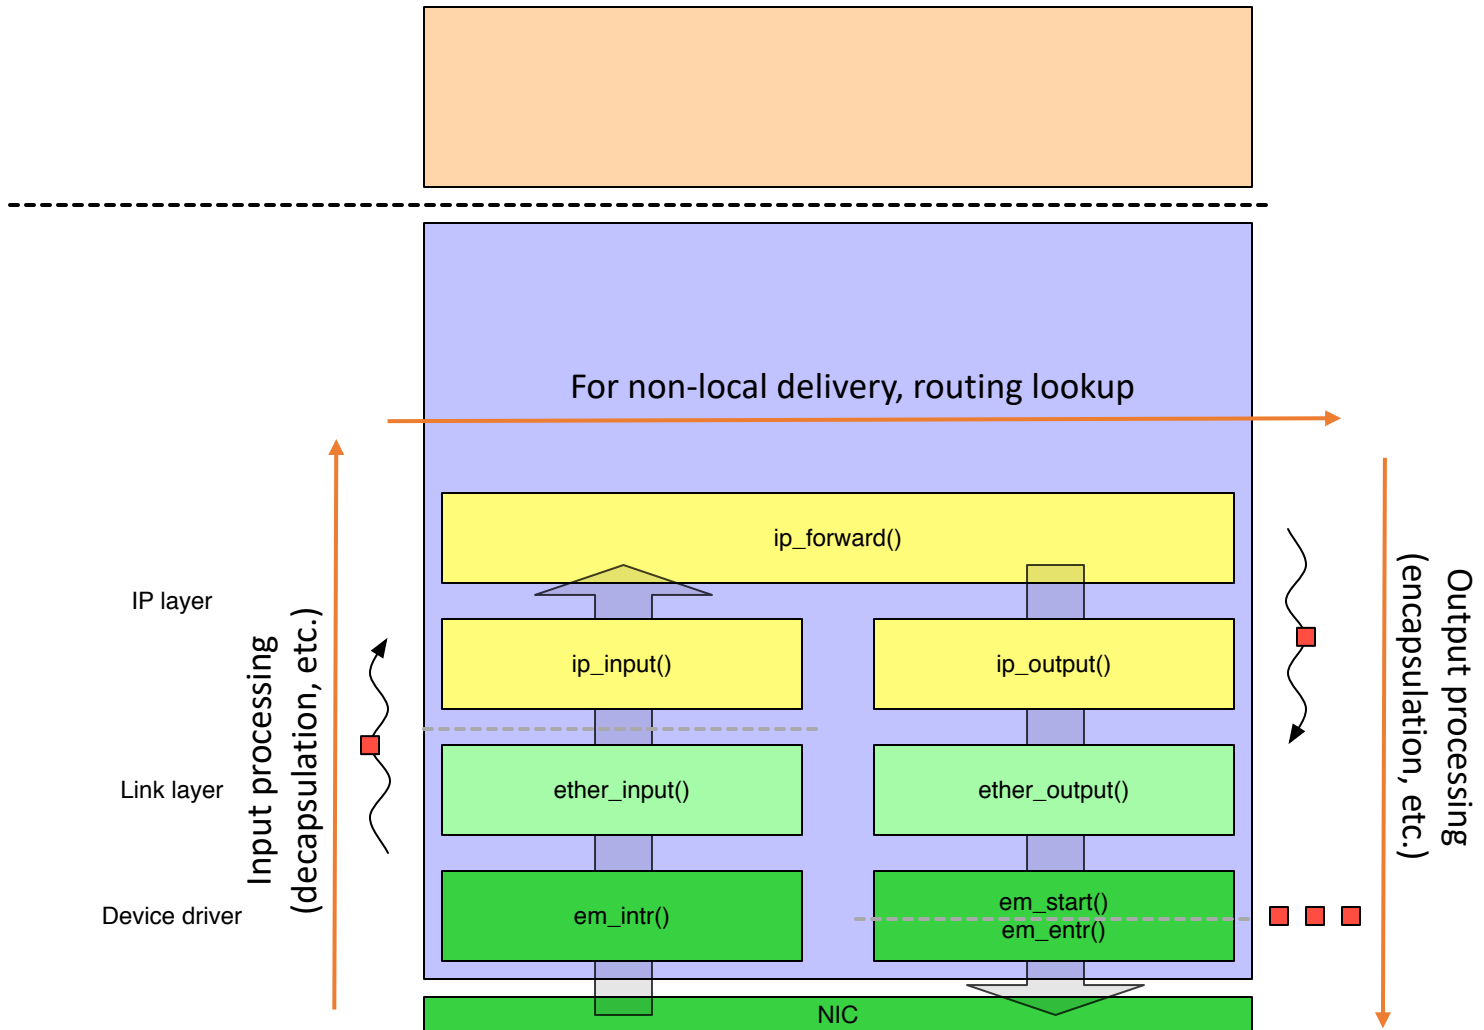 For non-local delivery, routing lookup
ip_forward()
IP layer
ip_input()
ip_output()
Input processing
(decapsulation, etc.)
Output processing
(encapsulation, etc.)
Link layer
ether_input()
ether_output()
Device driver
em_intr()
em_start()
em_entr()
NIC